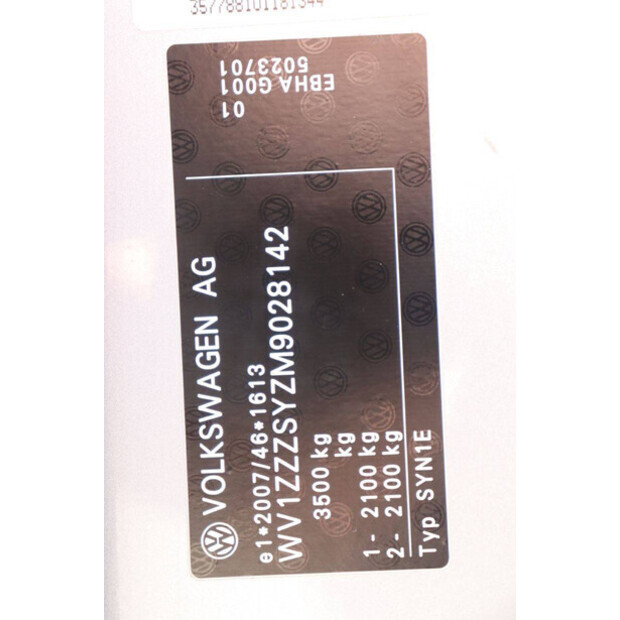 357788101181344
VOLKSWAGEN AG
e1*2007/46*1613
WV1ZZZSYZM9028142
3500 kg
kg
1- 2100 kg
2- 2100 kg
Typ SYN1E
01
EBHA G001
5023701